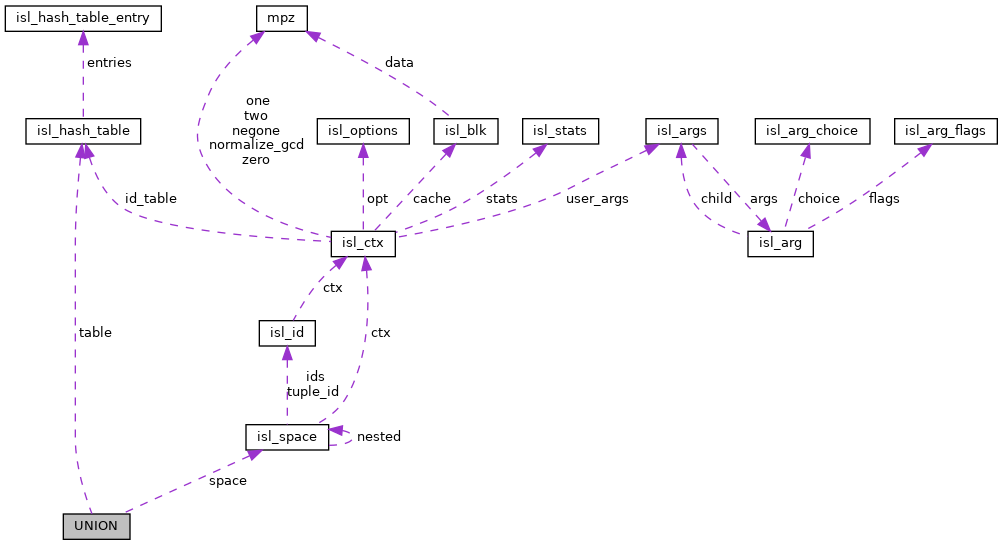 isl_hash_table_entry
mpz
entries
data
one
two
negone
normalize_gcd
zero
isl_hash_table
isl_options
isl_blk
isl_stats
isl_args
isl_arg_choice
isl_arg_flags
id_table
opt
cache
stats
user_args
child
args
choice
flags
isl_ctx
isl_arg
ctx
isl_id
table
ctx
ids
tuple_id
isl_space
nested
space
UNION